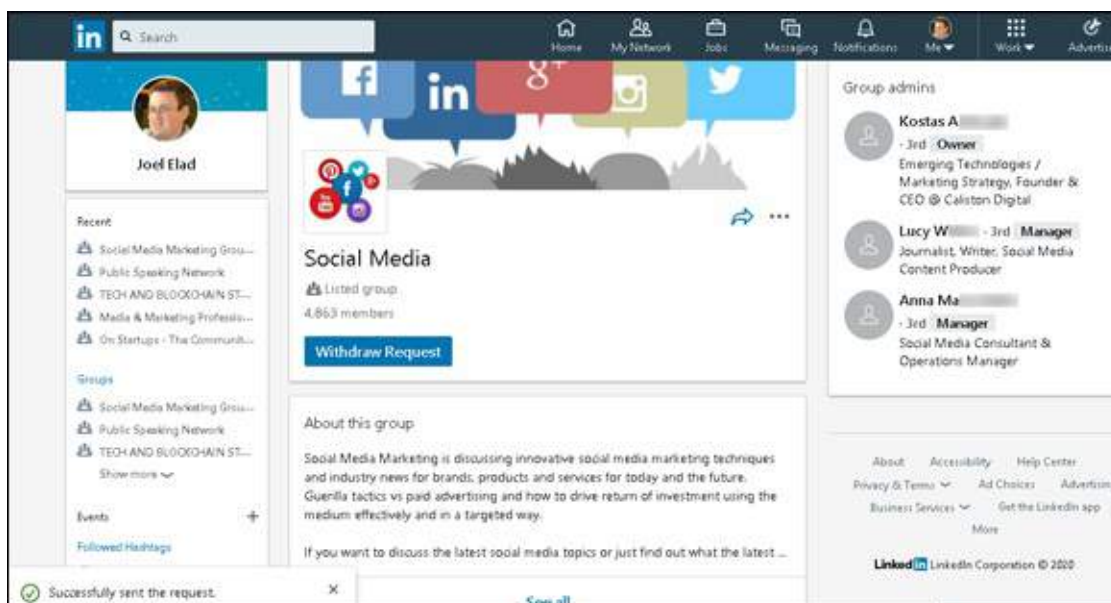 in
Search
Home
My Network
Jobs
Messaging
Notifications
Me
Work
Joel Elad
Recent
Social Media Marketing Grou...
Public Speaking Network
TECH AND BLOCKCHAIN ST...
Media & Marketing Professio...
On Startups - The Communit...
Groups
Social Media Marketing Grou...
Public Speaking Network
TECH AND BLOCKCHAIN ST...
Show more
Events +
Followed Hashtags
Successfully sent the request. ×
f in g+
You Tube
Social Media
Listed group
4,863 members
Withdraw Request
About this group
Social Media Marketing is discussing innovative social media marketing techniques
and industry news for brands, products and services for today and the future.
Guerilla tactics vs paid advertising and how to drive return of investment using the
medium effectively and in a targeted way.
If you want to discuss the latest social media topics or just find out what the latest ...
See all
Group admins
Kostas A
· 3rd Owner
Emerging Technologies /
Marketing Strategy, Founder &
CEO @ Caliston Digital
Lucy W · 3rd Manager
Journalist, Writer, Social Media
Content Producer
Anna Ma
· 3rd Manager
Social Media Consultant &
Operations Manager
About Accessibility Help Center
Privacy & Terms Ad Choices
Business Services Get the LinkedIn app
More
Linked in LinkedIn Corporation © 2020